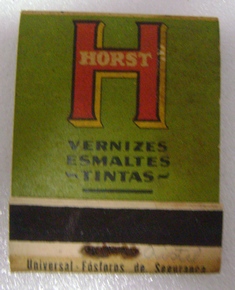 HORST
VERNIZES
ESMALTES
~TINTAS~
Universal-Fósforos de Segurança